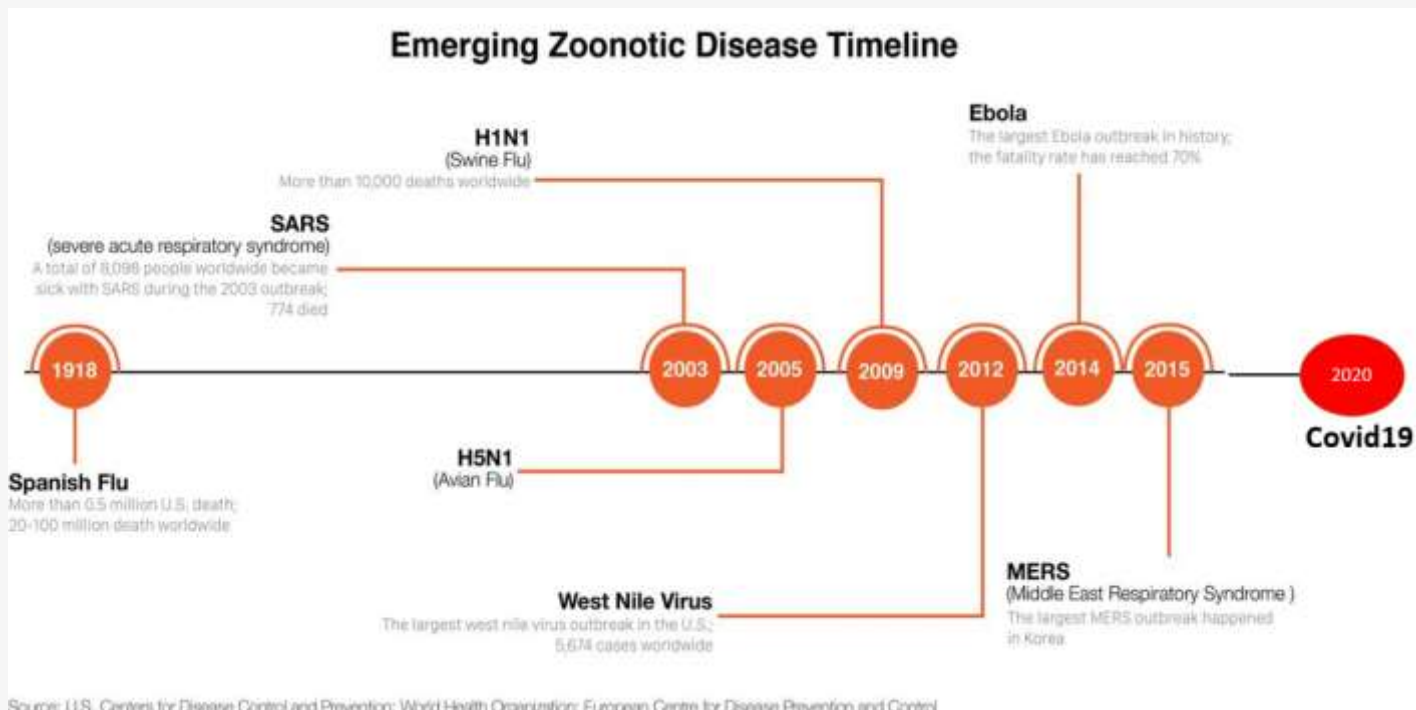 Emerging Zoonotic Disease Timeline
Ebola
The largest Ebola outbreak in history;
the fatality rate has reached 70%
H1N1
(Swine Flu)
More than 10,000 deaths worldwide
SARS
(severe acute respiratory syndrome)
A total of 8,098 people worldwide became
sick with SARS during the 2003 outbreak;
774 died
1918
2003
2005
2009
2012
2014
2015
2020
Covid19
Spanish Flu
More than 0.5 million U.S. death;
20-100 million death worldwide
H5N1
(Avian Flu)
West Nile Virus
The largest west nile virus outbreak in the U.S.;
5,674 cases worldwide
MERS
(Middle East Respiratory Syndrome )
The largest MERS outbreak happened
in Korea
Source: U.S. Centers for Disease Control and Prevention; World Health Organization; European Centre for Disease Prevention and Control